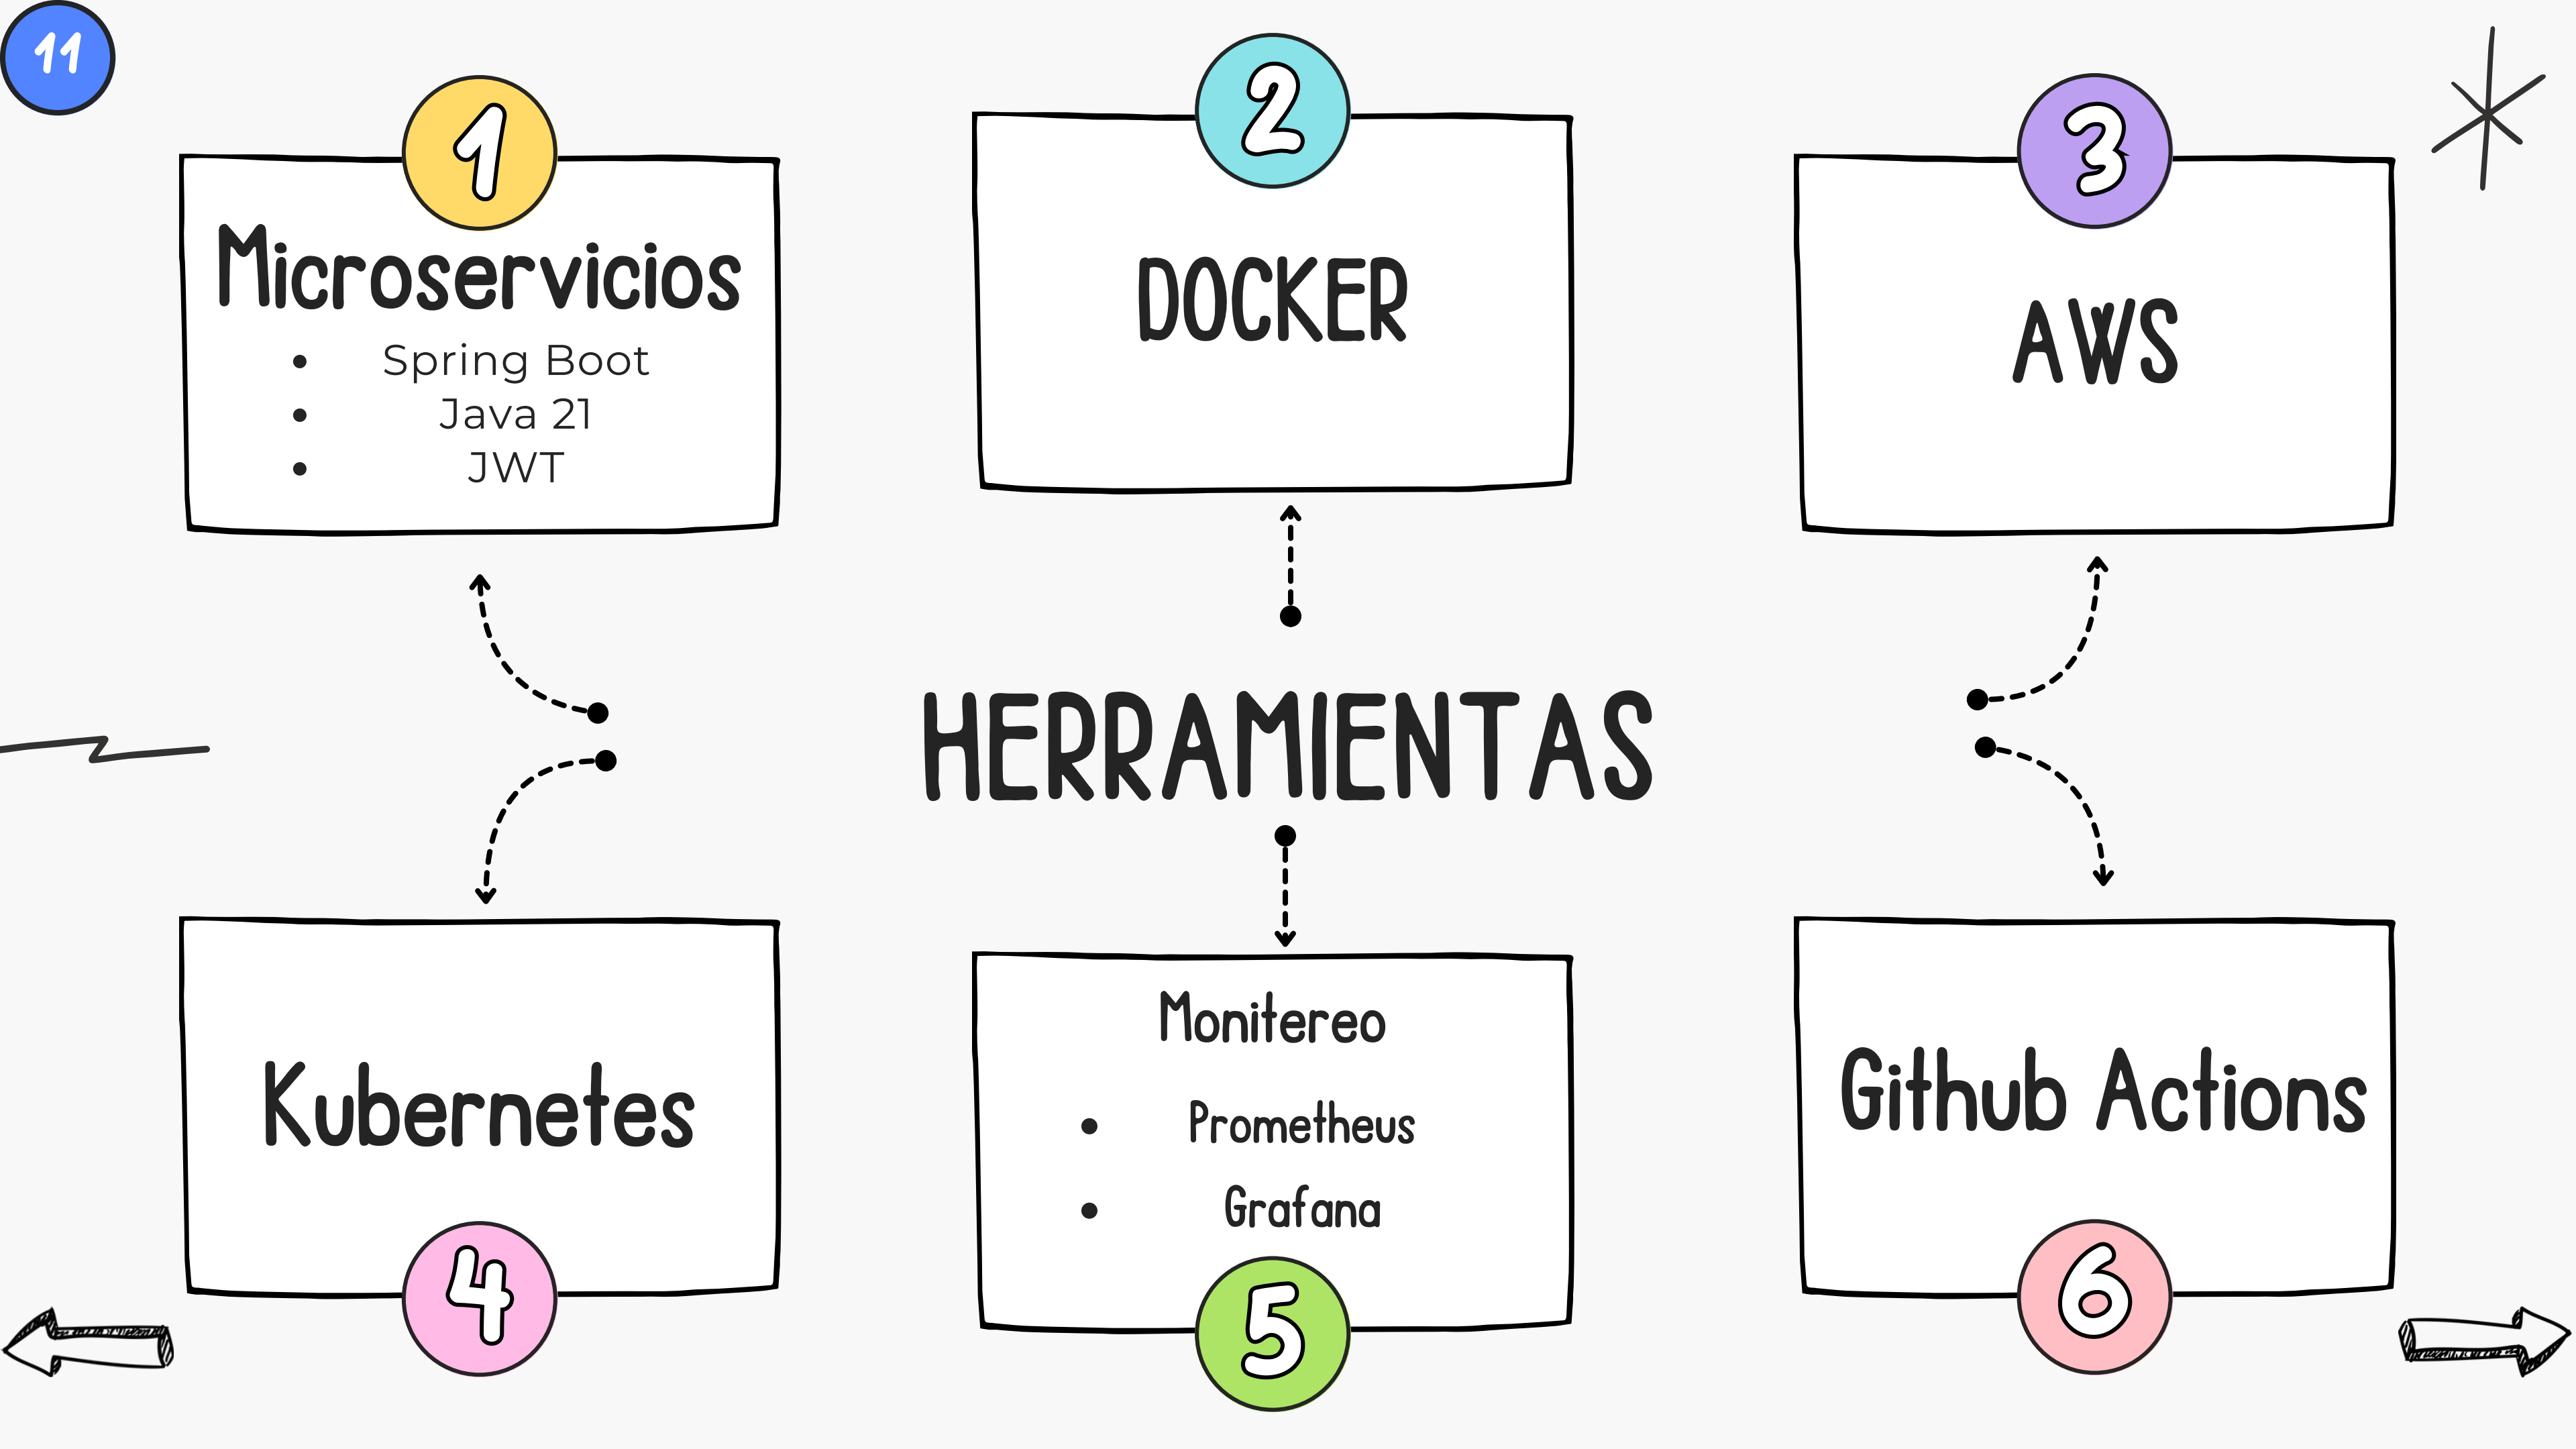 11
1
Microservicios
Spring Boot
Java 21
JWT
2
DOCKER
3
AWS
HERRAMIENTAS
Kubernetes
4
Monitereo
Prometheus
Grafana
5
Github Actions
6